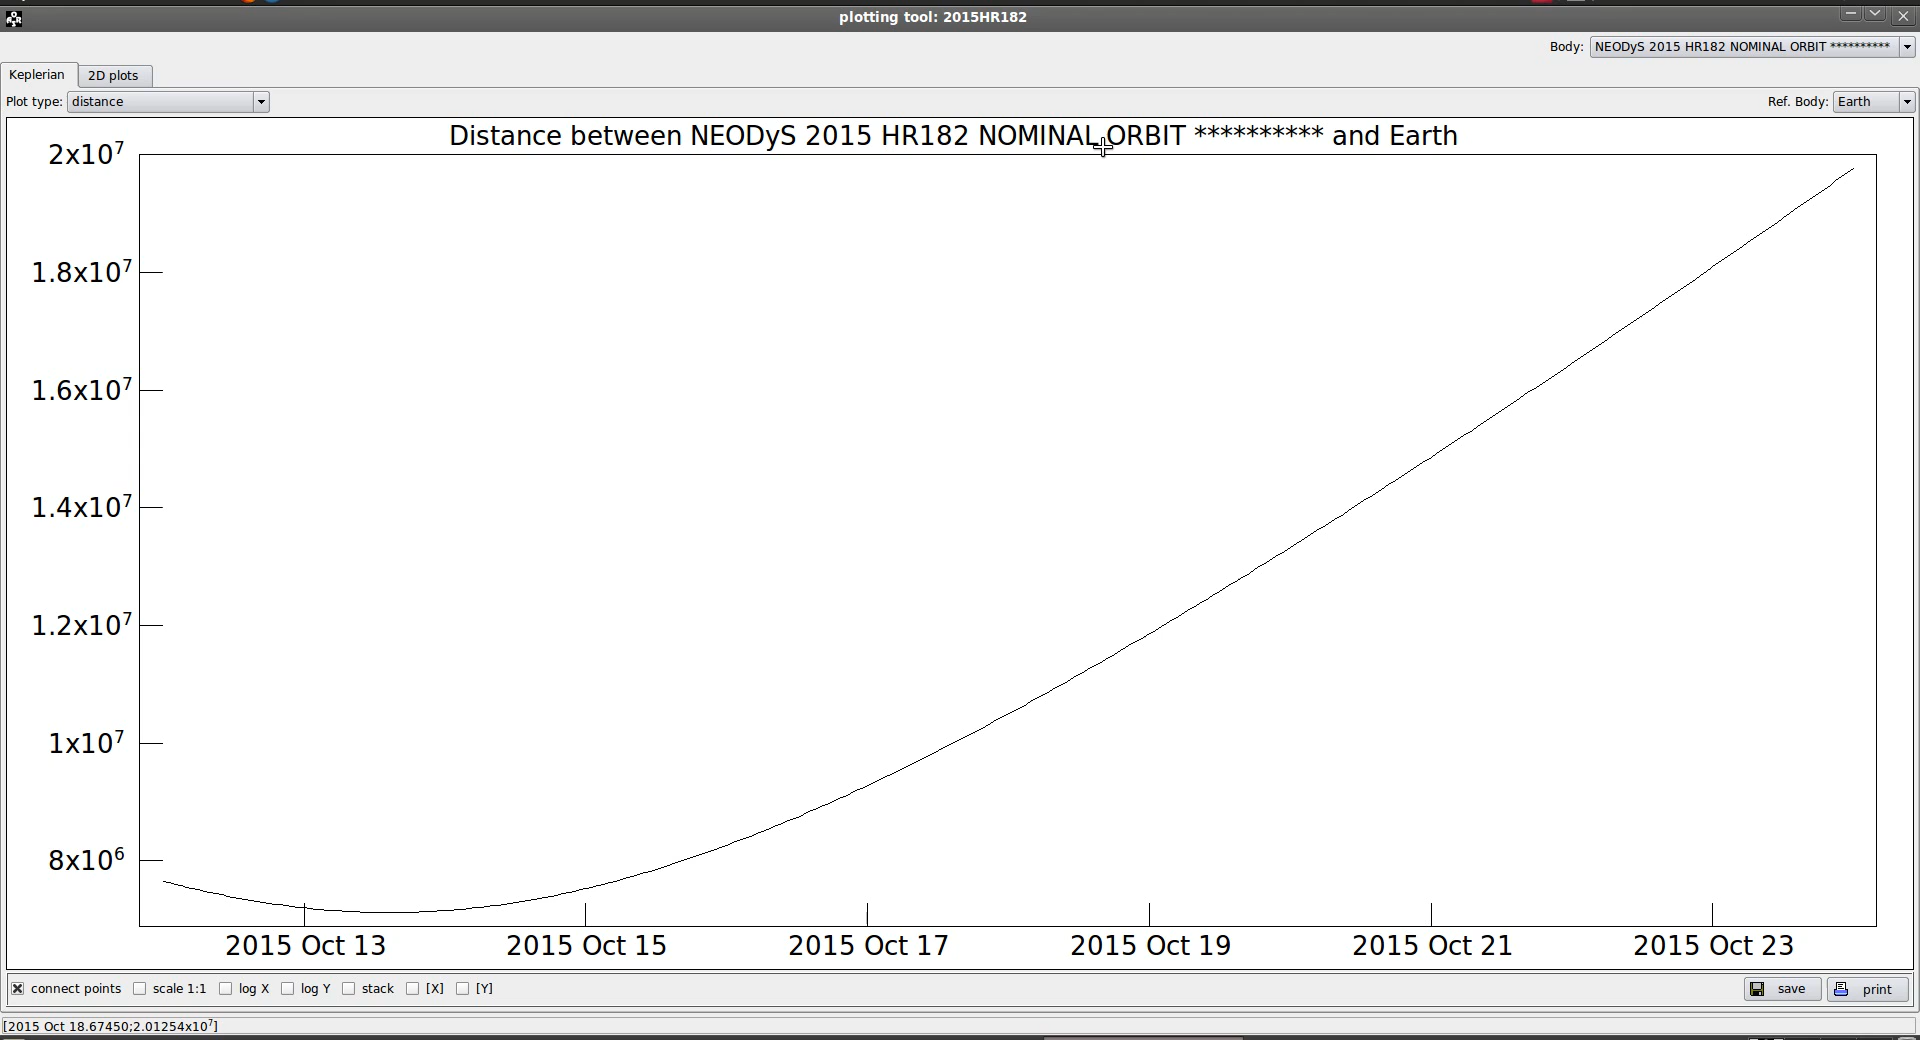 plotting tool: 2015HR182
Body: NEODyS 2015 HR182 NOMINAL ORBIT **********
Keplerian 2D plots
Plot type: distance Ref. Body: Earth
Distance between NEODyS 2015 HR182 NOMINAL ORBIT ********** and Earth
2x10⁷
1.8x10⁷
1.6x10⁷
1.4x10⁷
1.2x10⁷
1x10⁷
8x10⁶
2015 Oct 13 2015 Oct 15 2015 Oct 17 2015 Oct 19 2015 Oct 21 2015 Oct 23
connect points scale 1:1 log X log Y stack [X] [Y] save print
[2015 Oct 18.67450;2.01254x10⁷]